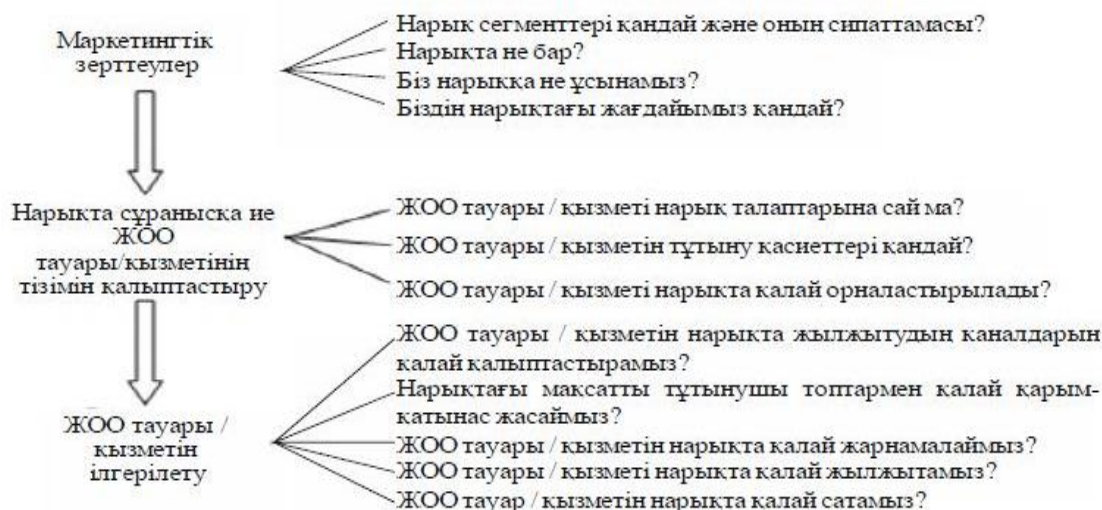 Маркетингтік
зерттеулер
Нарық сегменттері қандай және оның сипаттамасы?
Нарықта не бар?
Біз нарыққа не ұсынамыз?
Біздің нарықтағы жағдайымыз қандай?
Нарықта сұранысқа ие
ЖОО
тауары/қызметінің
тізімін қалыптастыру
ЖОО тауары / қызметі нарық талаптарына сай ма?
ЖОО тауары / қызметін тұтыну қасиеттері қандай?
ЖОО тауары / қызметі нарықта қалай орналастырылады?
ЖОО тауары /
қызметін
ілгерілету
ЖОО тауары / қызметін нарықта жылжытудың каналдарын
қалай қалыптастырамыз?
Нарықтағы мақсатты тұтынушы топтармен қалай қарым-
қатынас жасаймыз?
ЖОО тауары / қызметін нарықта қалай жарнамалаймыз?
ЖОО тауары / қызметі нарықта қалай жылжытамыз?
ЖОО тауар / қызметін нарықта қалай сатамыз?